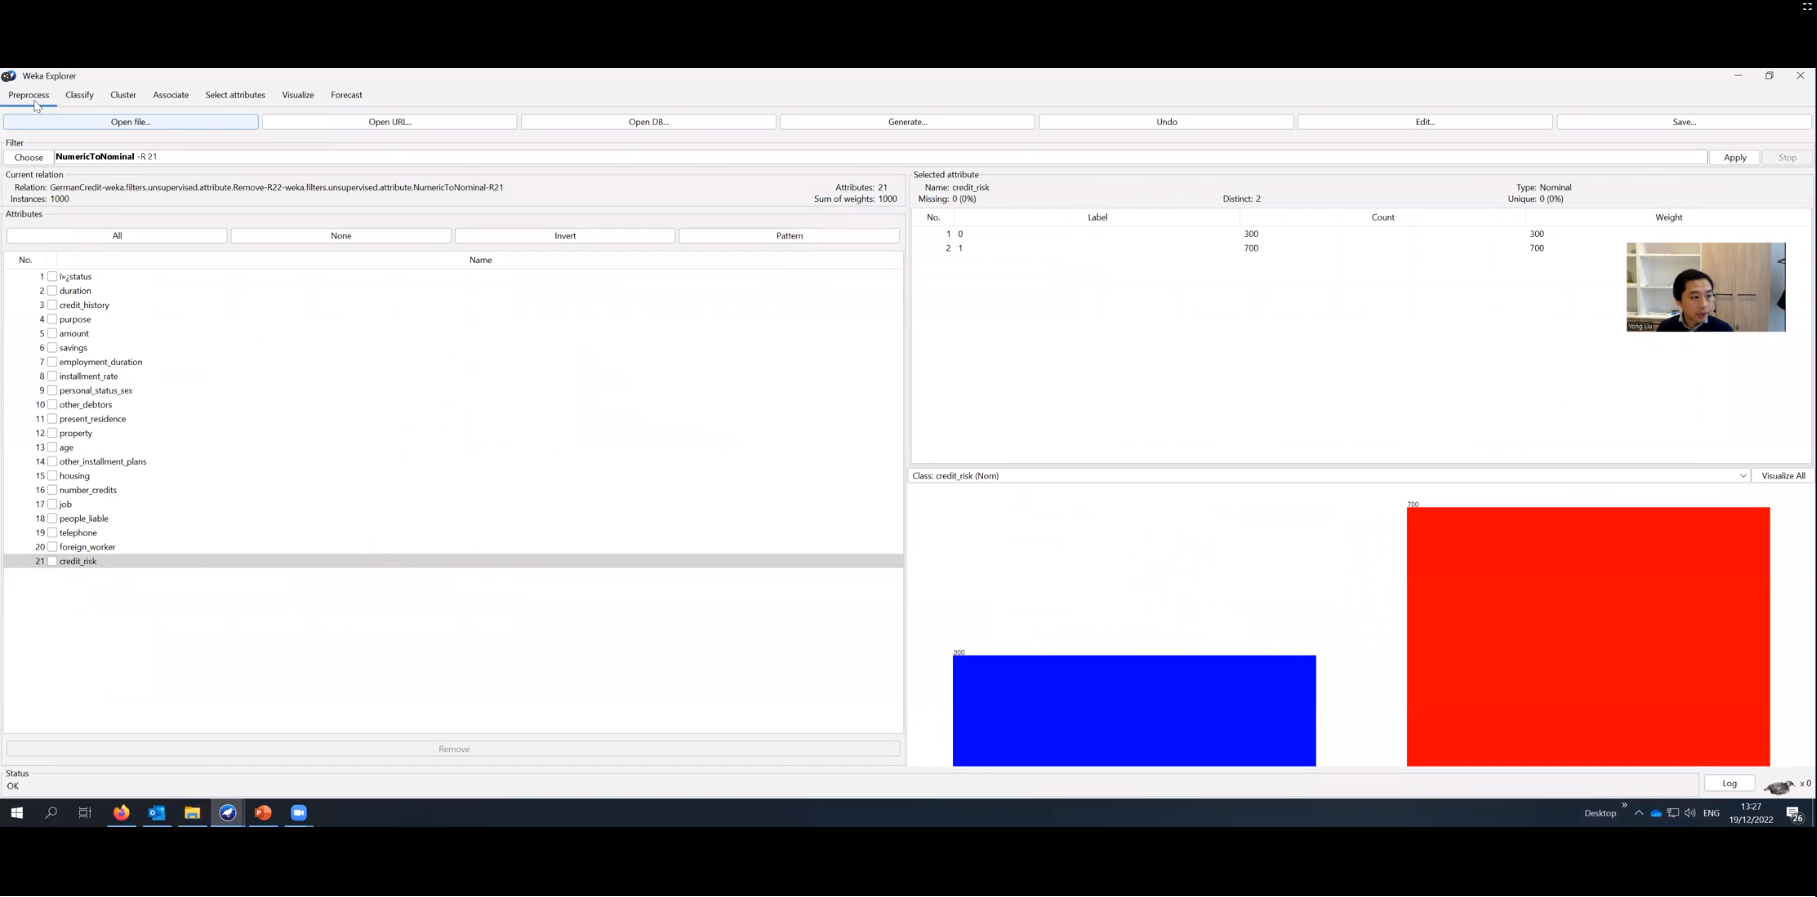 Weka Explorer
Preprocess Classify Cluster Associate Select attributes Visualize Forecast
Open file... Open URL... Open DB... Generate... Undo Edit... Save...
Filter
Choose NumericToNominal -R 21 Apply Stop
Current relation
Relation: GermanCredit-weka.filters.unsupervised.attribute.Remove-R22-weka.filters.unsupervised.attribute.NumericToNominal-R21 Attributes: 21
Instances: 1000 Sum of weights: 1000
Attributes
All None Invert Pattern
No. Name
1 ï»¿status
2 duration
3 credit_history
4 purpose
5 amount
6 savings
7 employment_duration
8 installment_rate
9 personal_status_sex
10 other_debtors
11 present_residence
12 property
13 age
14 other_installment_plans
15 housing
16 number_credits
17 job
18 people_liable
19 telephone
20 foreign_worker
21 credit_risk
Remove
Selected attribute
Name: credit_risk Type: Nominal
Missing: 0 (0%) Distinct: 2 Unique: 0 (0%)
No. Label Count Weight
1 0 300 300
2 1 700 700
Yong Liu
Class: credit_risk (Nom) Visualize All
700
300
Status
OK
Log x 0
Desktop ENG 13:27
19/12/2022 26